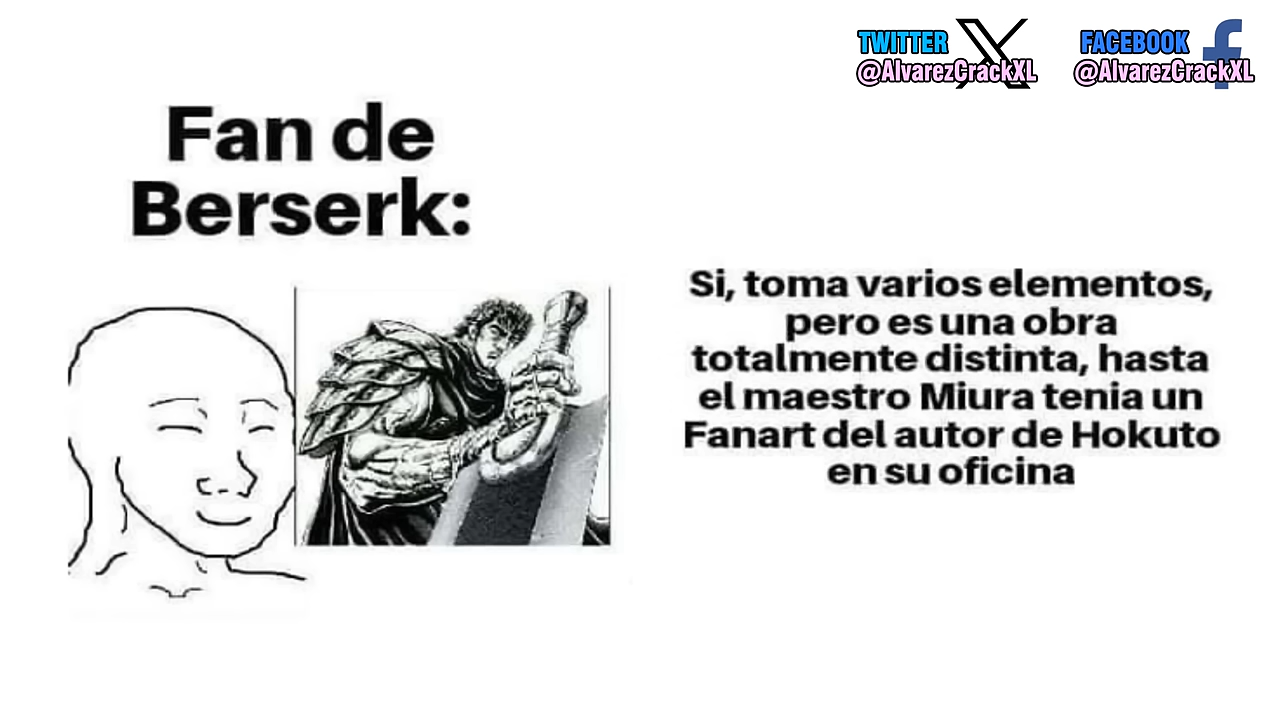 TWITTER
@AlvarezCrackXL
FACEBOOK
@AlvarezCrackXL
Fan de
Berserk:
Si, toma varios elementos,
pero es una obra
totalmente distinta, hasta
el maestro Miura tenia un
Fanart del autor de Hokuto
en su oficina